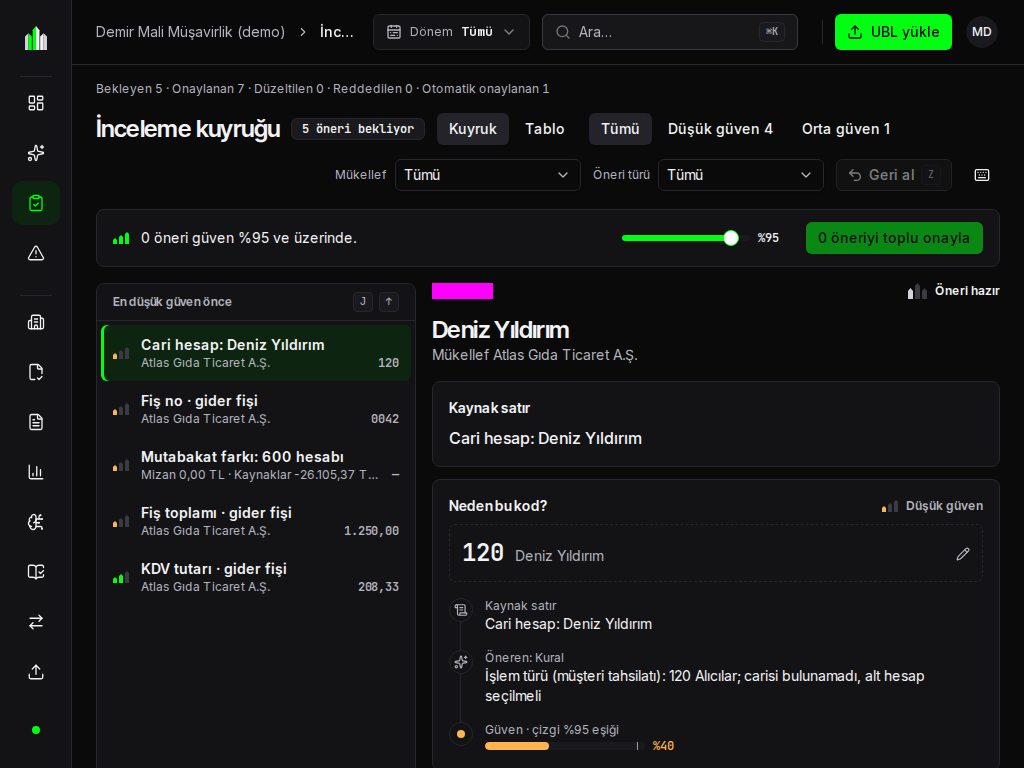 Demir Mali Müşavirlik (demo) › İnc…
Dönem Tümü
Ara…
⌘K
UBL yükle
MD
Bekleyen 5 · Onaylanan 7 · Düzeltilen 0 · Reddedilen 0 · Otomatik onaylanan 1
İnceleme kuyruğu
5 öneri bekliyor
Kuyruk
Tablo
Tümü
Düşük güven 4
Orta güven 1
Mükellef
Tümü
Öneri türü
Tümü
Geri al Z
0 öneri güven %95 ve üzerinde.
%95
0 öneriyi toplu onayla
En düşük güven önce
J ↑
Cari hesap: Deniz Yıldırım
Atlas Gıda Ticaret A.Ş. 120
Fiş no · gider fişi
Atlas Gıda Ticaret A.Ş. 0042
Mutabakat farkı: 600 hesabı
Mizan 0,00 TL · Kaynaklar -26.105,37 T… —
Fiş toplamı · gider fişi
Atlas Gıda Ticaret A.Ş. 1.250,00
KDV tutarı · gider fişi
Atlas Gıda Ticaret A.Ş. 208,33
Öneri hazır
Deniz Yıldırım
Mükellef Atlas Gıda Ticaret A.Ş.
Kaynak satır
Cari hesap: Deniz Yıldırım
Neden bu kod?
Düşük güven
120 Deniz Yıldırım
Kaynak satır
Cari hesap: Deniz Yıldırım
Öneren: Kural
İşlem türü (müşteri tahsilatı): 120 Alıcılar; carisi bulunamadı, alt hesap
seçilmeli
Güven · çizgi %95 eşiği
%40